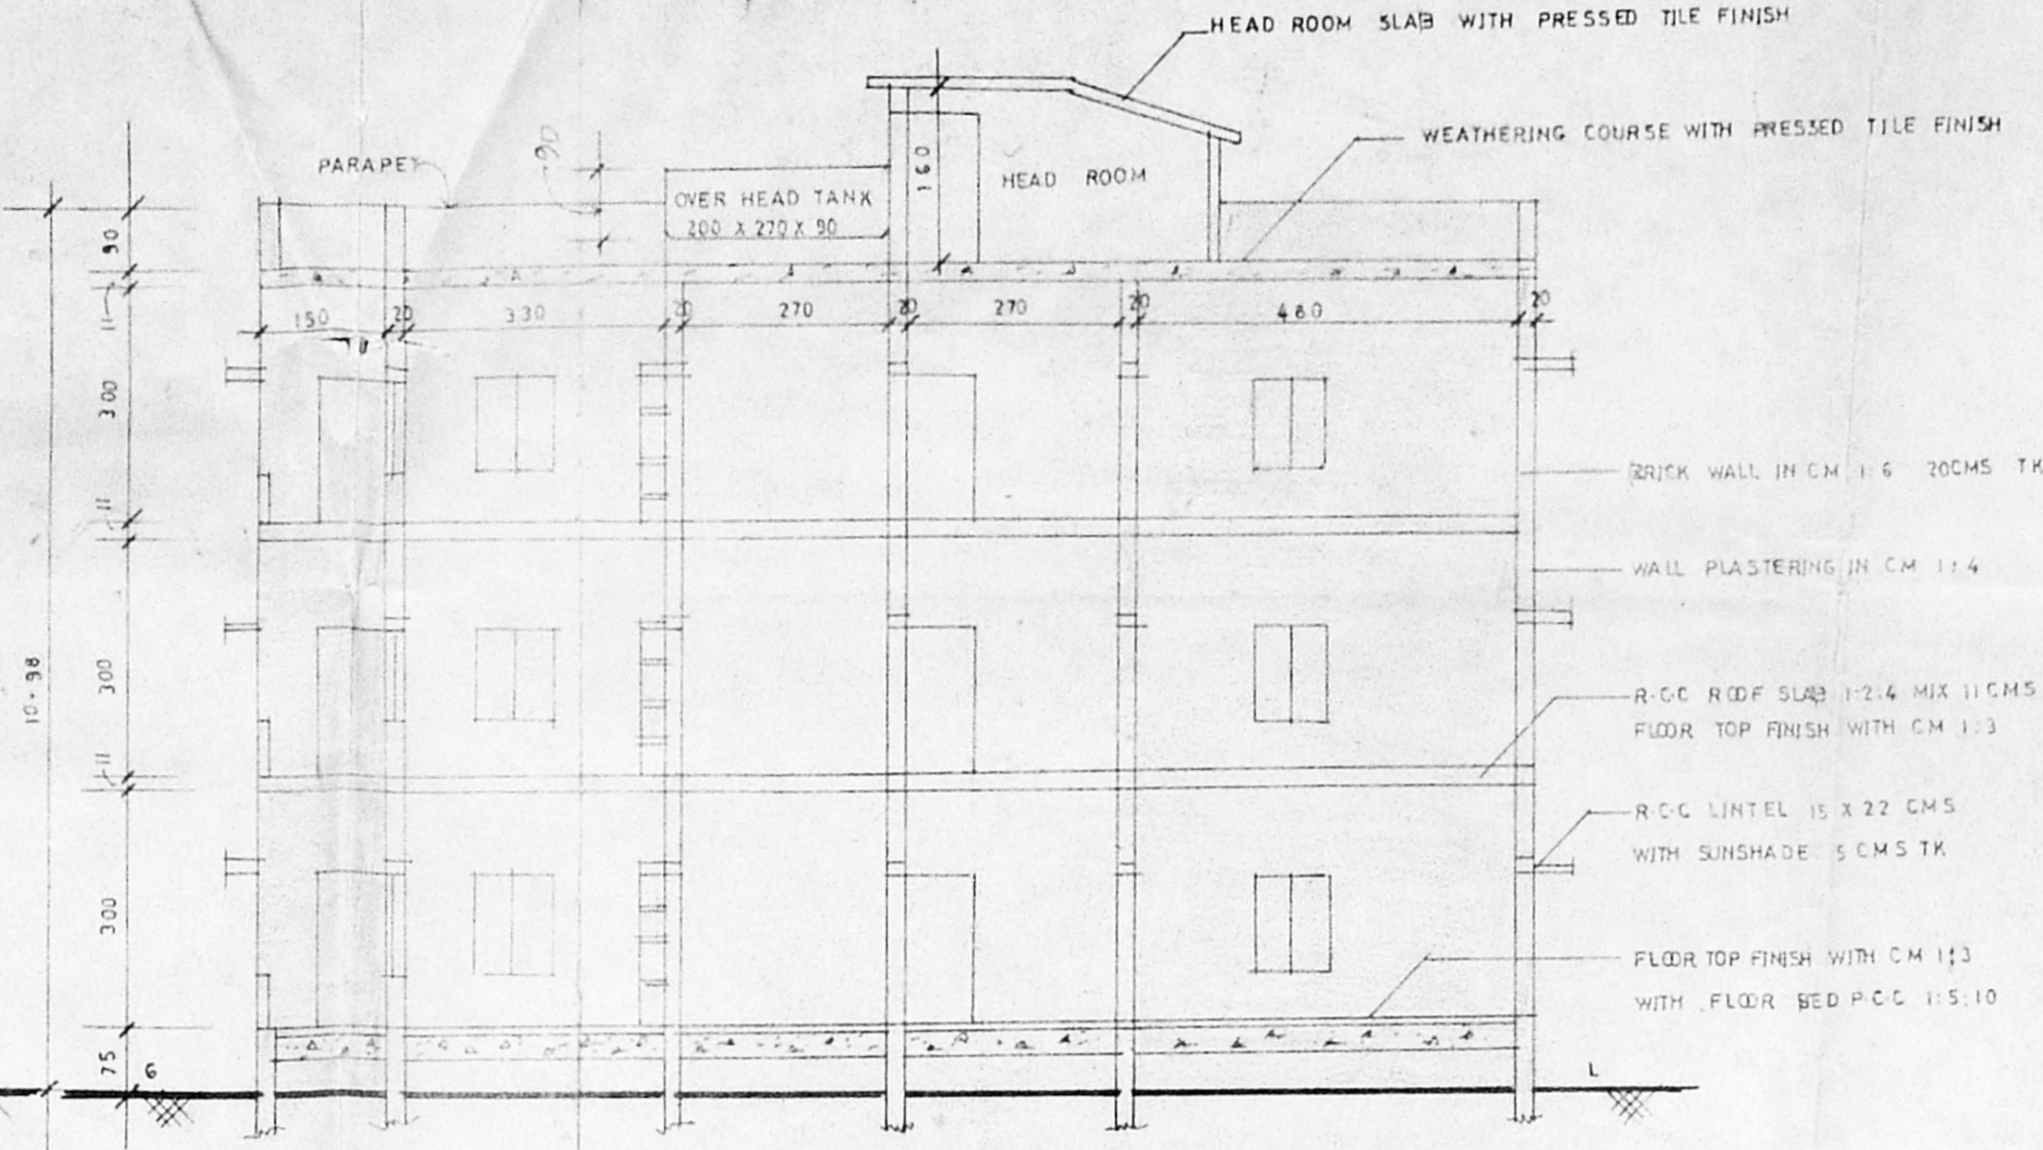 HEAD ROOM SLAB WITH PRESSED TILE FINISH
WEATHERING COURSE WITH PRESSED TILE FINISH
PARAPET
90
OVER HEAD TANK
200 X 270 X 90
160
HEAD ROOM
90
11
150 20 330 20 270 20 270 20 460 20
300
11
BRICK WALL IN CM 1:6 20CMS TK
WALL PLASTERING IN CM 1:4
10·98
300
R·C·C ROOF SLAB 1:2:4 MIX 11CMS
FLOOR TOP FINISH WITH CM 1:3
11
R·C·C LINTEL 15 X 22 CMS
WITH SUNSHADE 5 CMS TK
300
FLOOR TOP FINISH WITH CM 1:3
WITH FLOOR BED P·C·C 1:5:10
75
G L